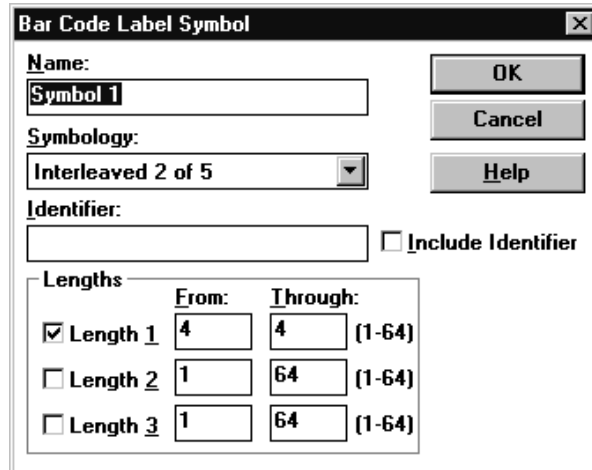 Bar Code Label Symbol
Name:
OK
Symbol 1
Cancel
Symbology:
Interleaved 2 of 5
Help
Identifier:
Include Identifier
Lengths
From: Through:
Length 1 4 4 (1-64)
Length 2 1 64 (1-64)
Length 3 1 64 (1-64)